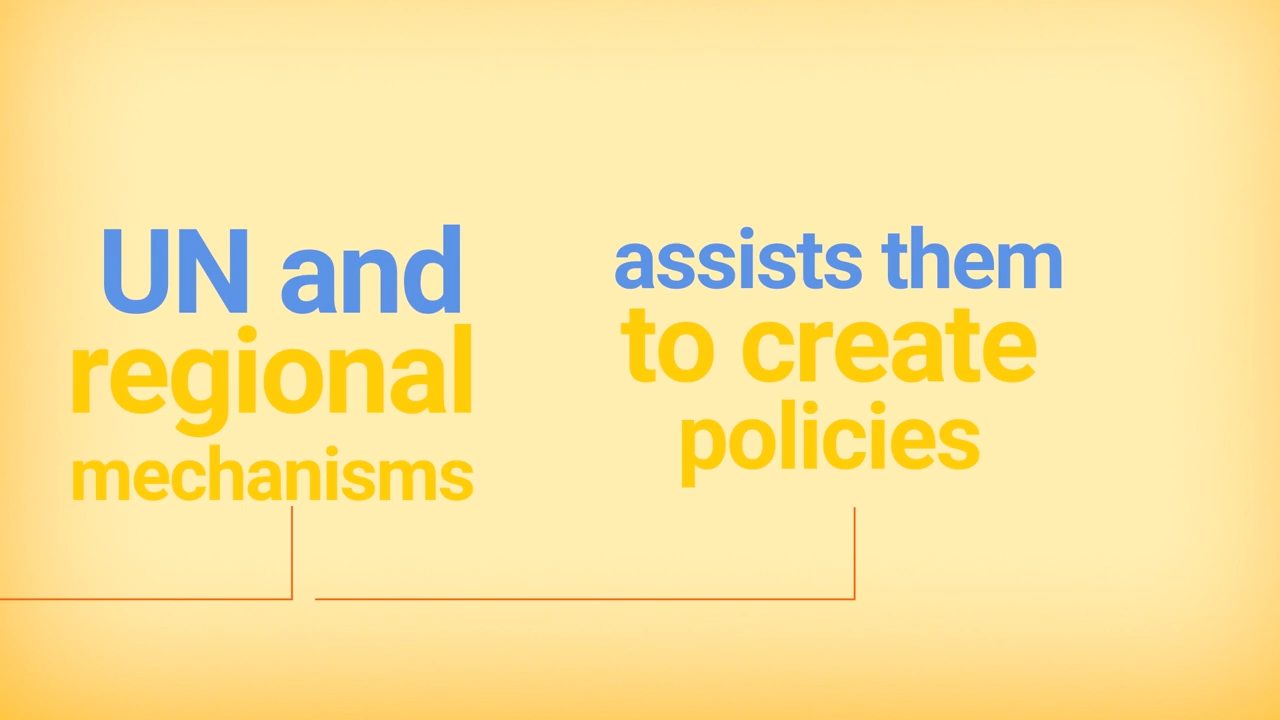 UN and
regional
mechanisms
assists them
to create
policies